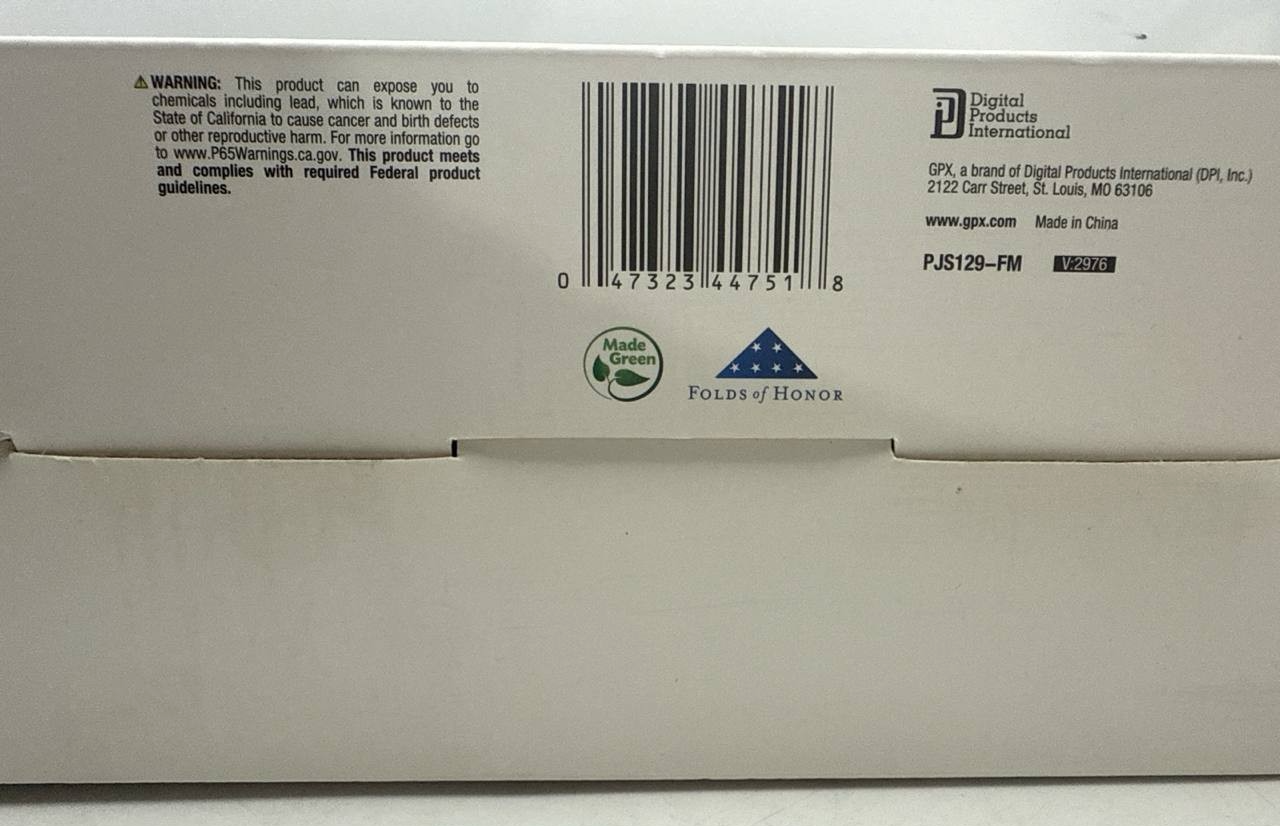 ⚠ WARNING: This product can expose you to
chemicals including lead, which is known to the
State of California to cause cancer and birth defects
or other reproductive harm. For more information go
to www.P65Warnings.ca.gov. This product meets
and complies with required Federal product
guidelines.
0 47323 44751 8
Made
Green
FOLDS of HONOR
Digital
Products
International
GPX, a brand of Digital Products International (DPI, Inc.)
2122 Carr Street, St. Louis, MO 63106
www.gpx.com Made in China
PJS129–FM V:2976